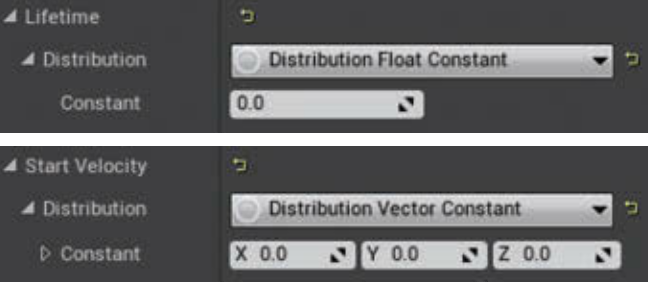 Lifetime
Distribution Distribution Float Constant
Constant 0.0
Start Velocity
Distribution Distribution Vector Constant
Constant X 0.0 Y 0.0 Z 0.0